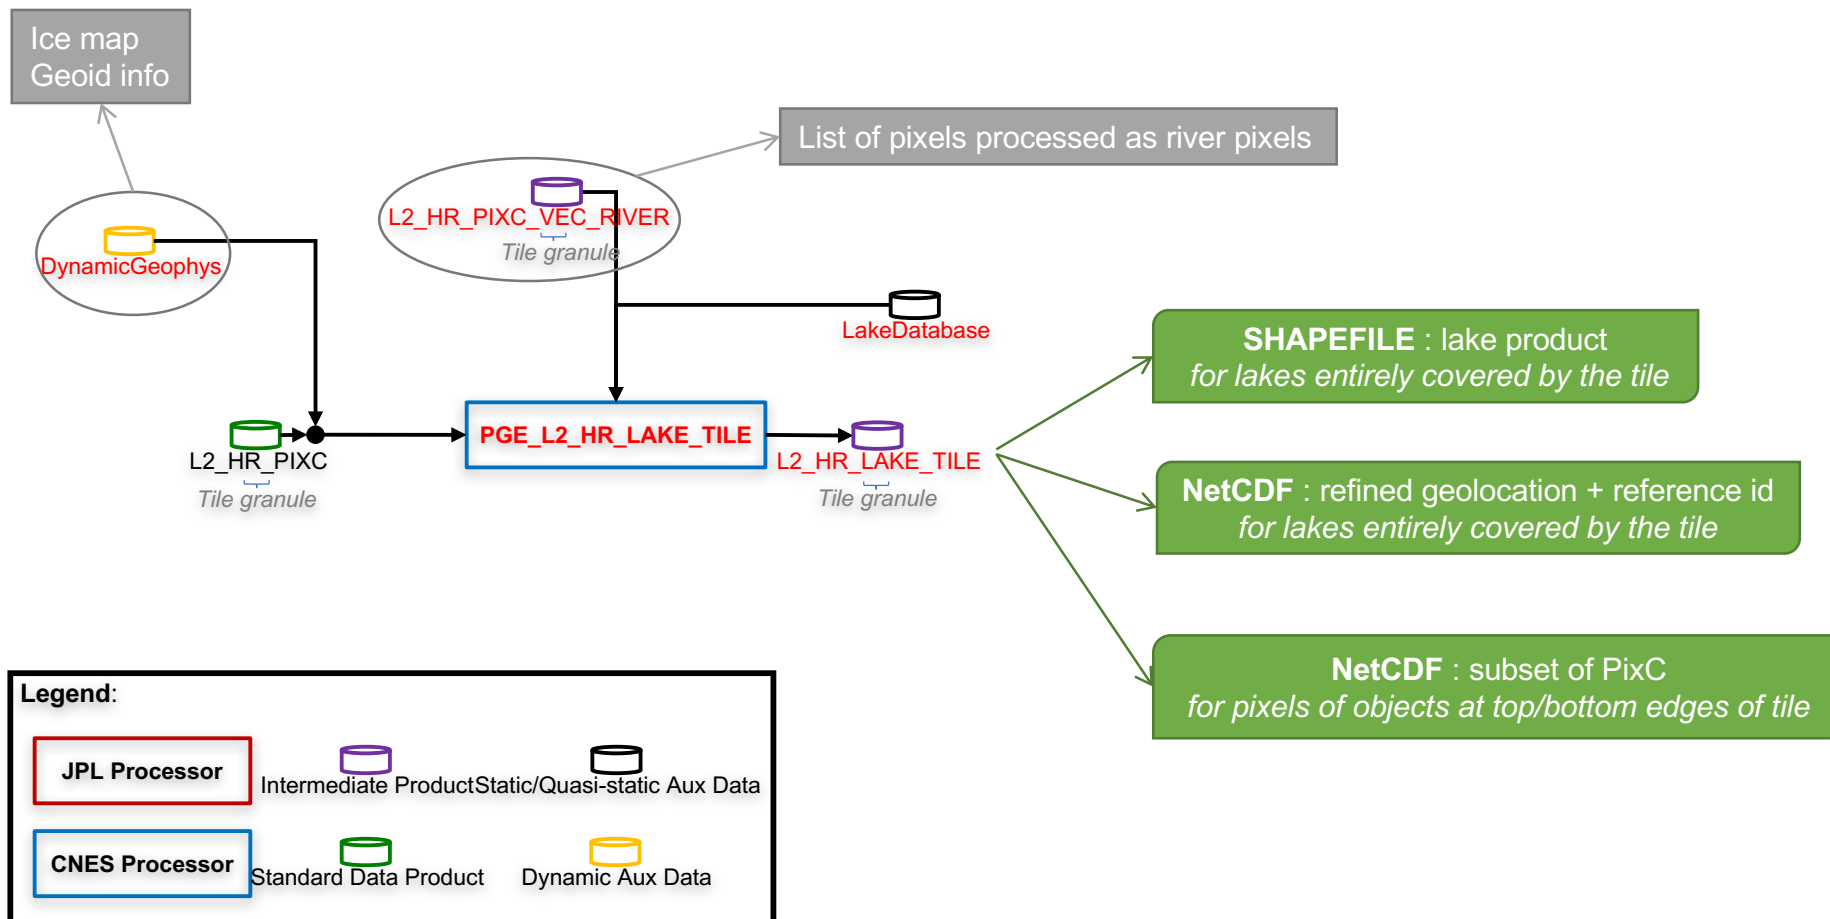 Ice map
Geoid info
List of pixels processed as river pixels
L2_HR_PIXC_VEC_RIVER
Tile granule
DynamicGeophys
LakeDatabase
SHAPEFILE : lake product
for lakes entirely covered by the tile
PGE_L2_HR_LAKE_TILE
L2_HR_PIXC
Tile granule
L2_HR_LAKE_TILE
Tile granule
NetCDF : refined geolocation + reference id
for lakes entirely covered by the tile
NetCDF : subset of PixC
for pixels of objects at top/bottom edges of tile
Legend:
JPL Processor
Intermediate Product
Static/Quasi-static Aux Data
CNES Processor
Standard Data Product
Dynamic Aux Data